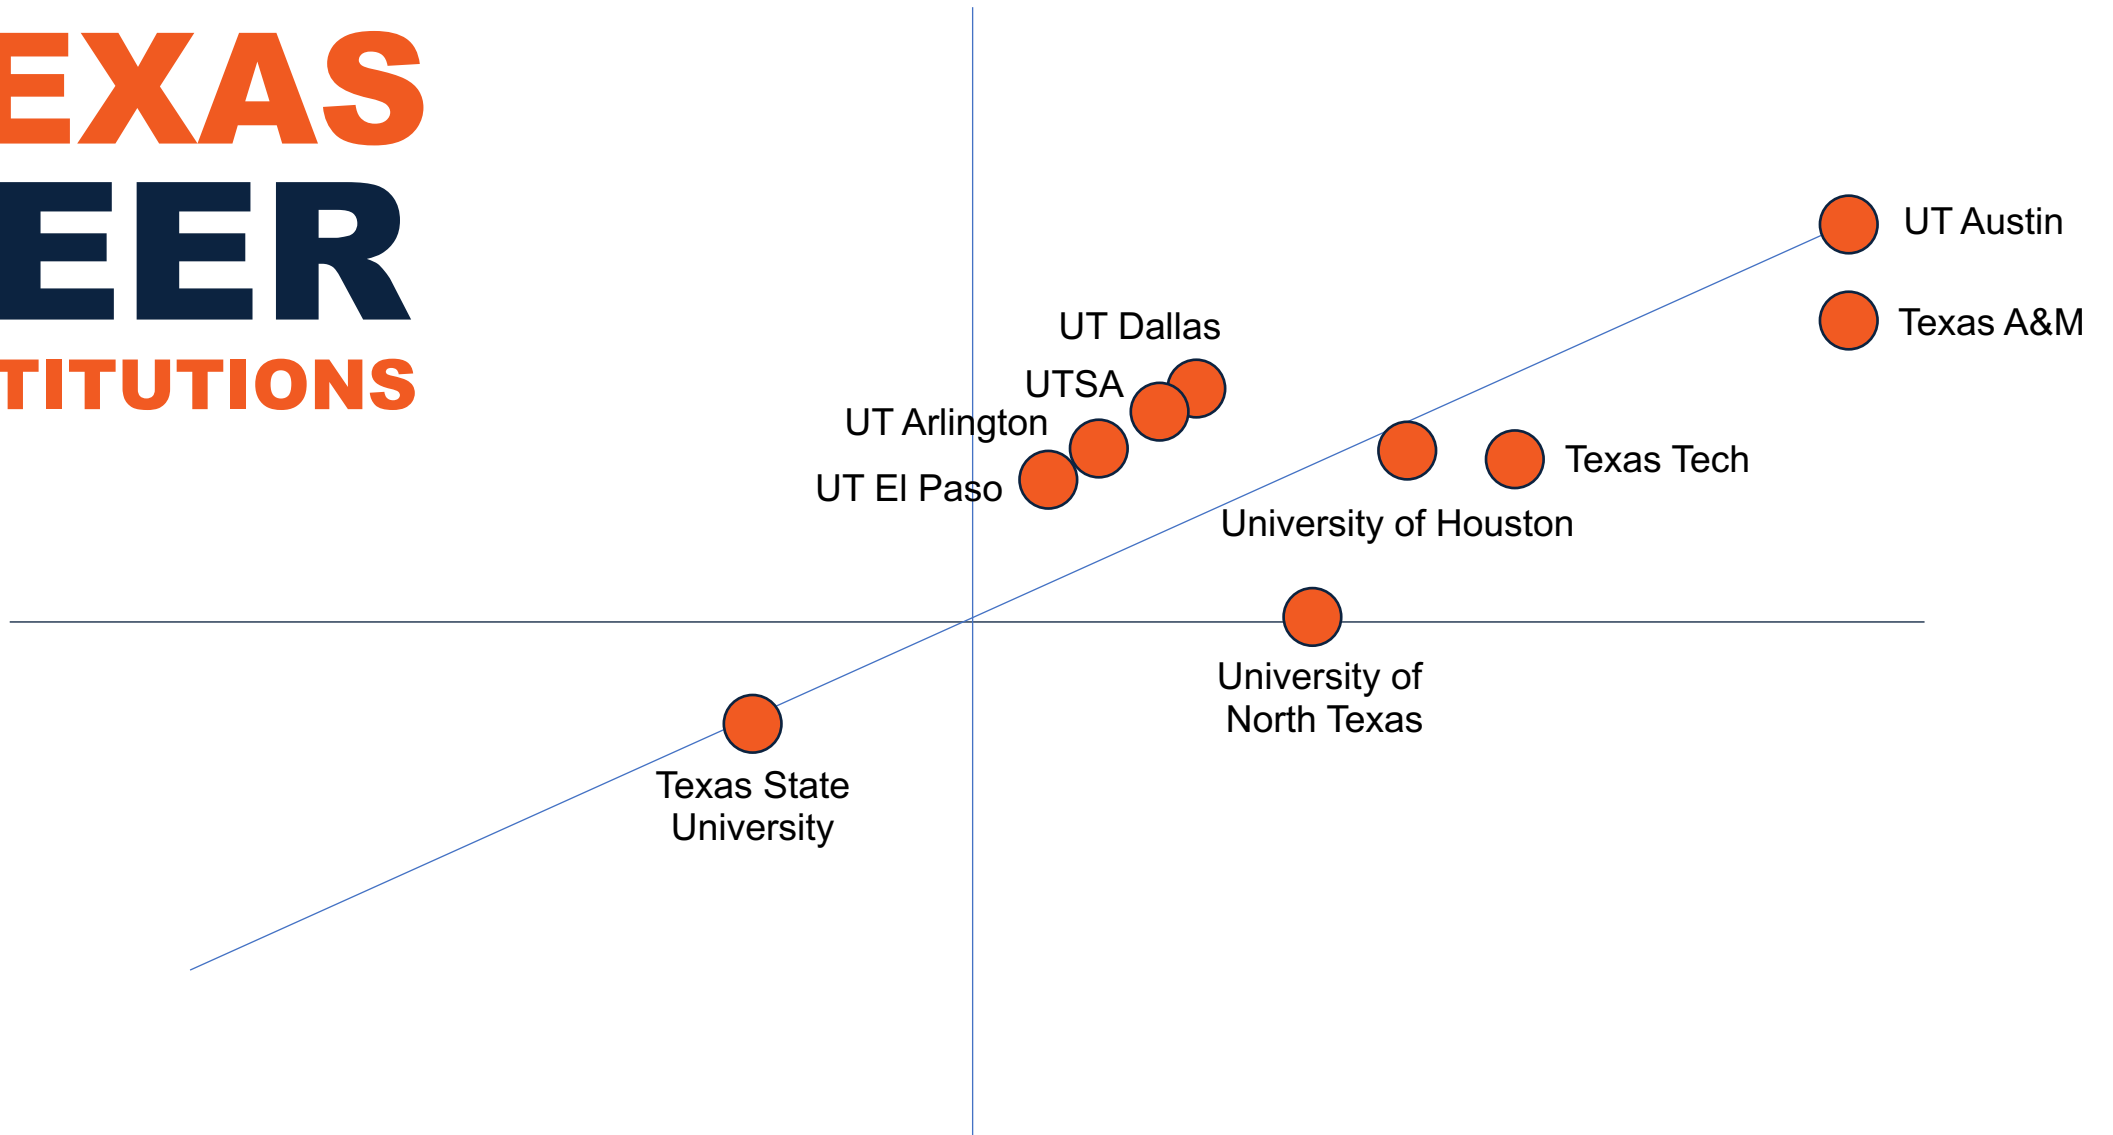 EXAS
EER
TITUTIONS
UT Austin
Texas A&M
UT Dallas
UTSA
UT Arlington
UT El Paso
Texas Tech
University of Houston
University of
North Texas
Texas State
University